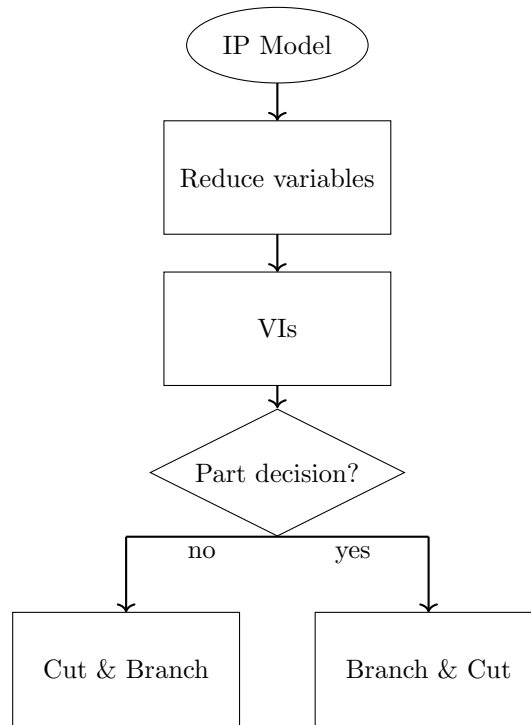 IP Model
Reduce variables
VIs
Part decision?
no
yes
Cut & Branch
Branch & Cut